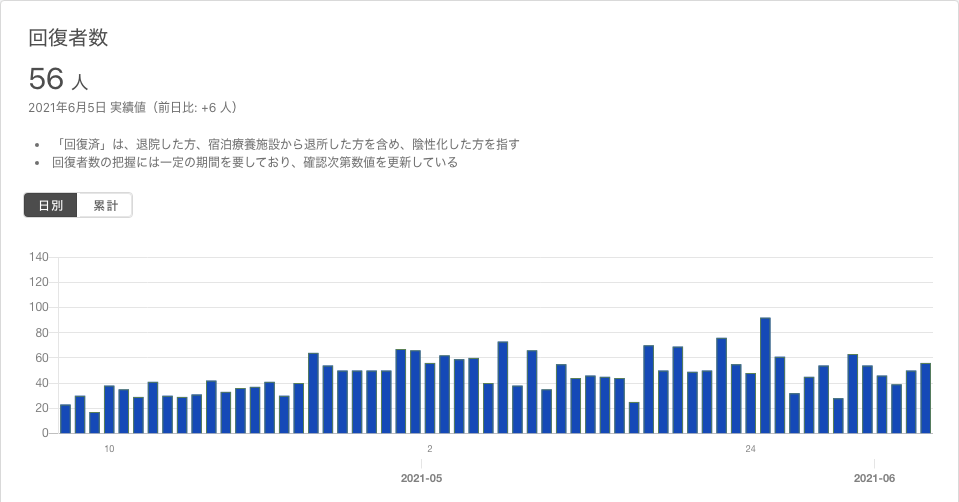 回復者数
56 人
2021年6月5日 実績値（前日比: +6 人）
• 「回復済」は、退院した方、宿泊療養施設から退所した方を含め、陰性化した方を指す
• 回復者数の把握には一定の期間を要しており、確認次第数値を更新している
日別 累計
140
120
100
80
60
40
20
0
10 2 24
2021-05 2021-06